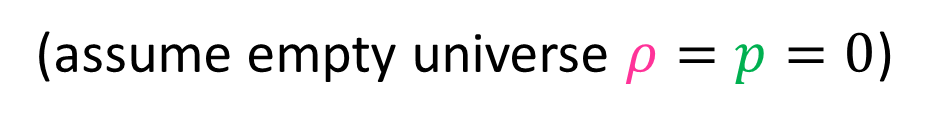 (assume empty universe ρ = p = 0)